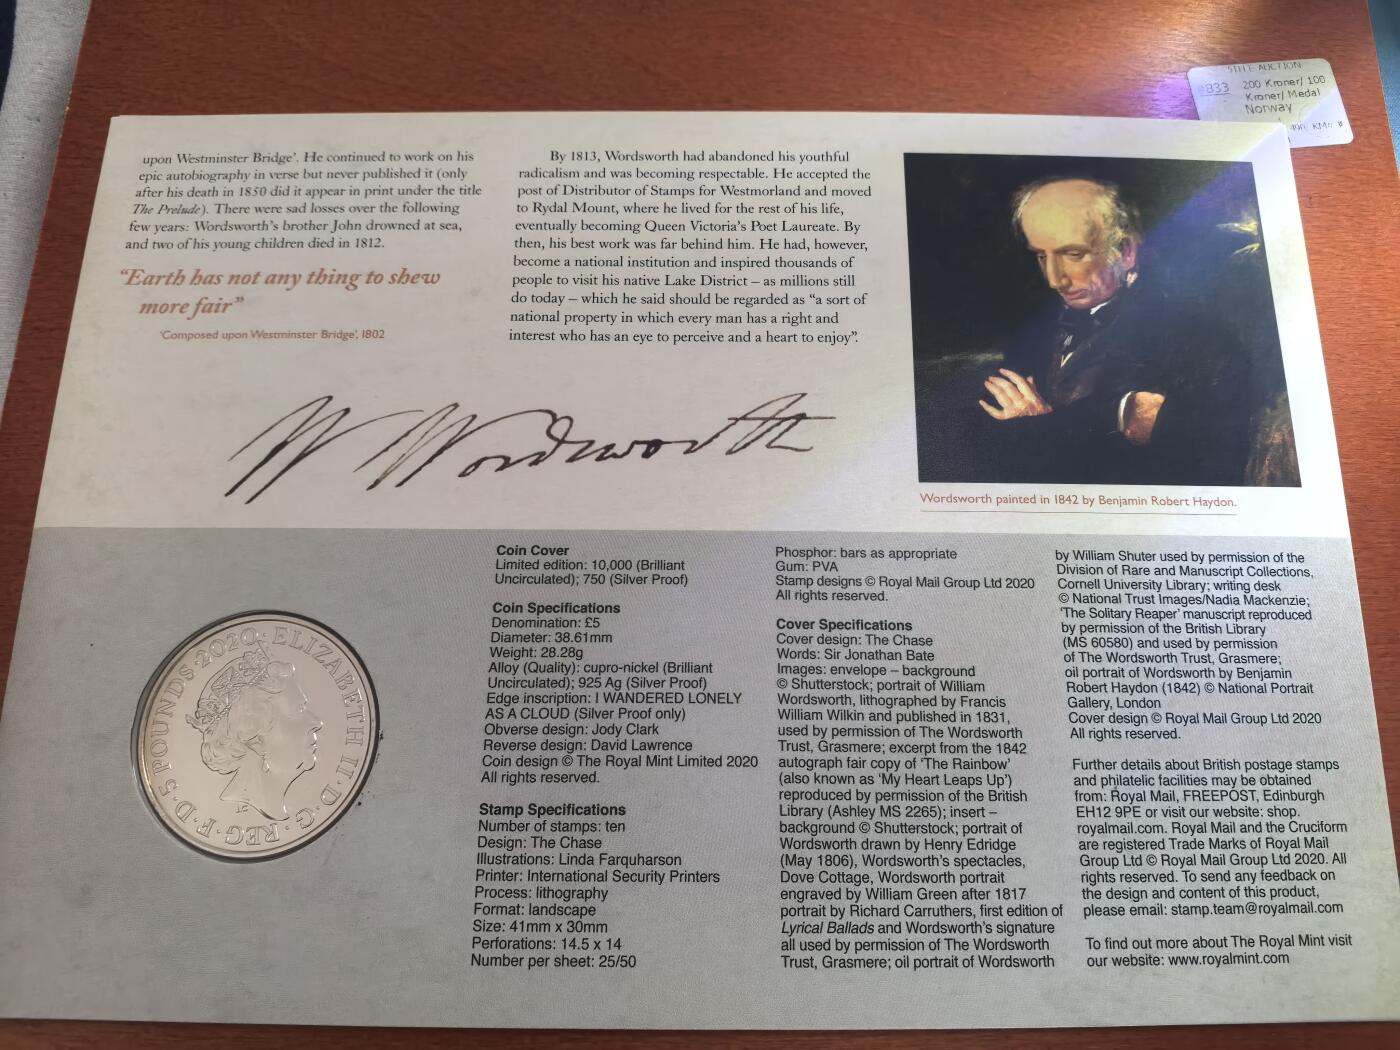 5TH E AUCTION
833
200 Kroner/ 100
Kroner/ Medal
Norway
KM#
upon Westminster Bridge’. He continued to work on his
epic autobiography in verse but never published it (only
after his death in 1850 did it appear in print under the title
The Prelude). There were sad losses over the following
few years: Wordsworth’s brother John drowned at sea,
and two of his young children died in 1812.
“Earth has not any thing to shew
more fair”
‘Composed upon Westminster Bridge’, 1802
By 1813, Wordsworth had abandoned his youthful
radicalism and was becoming respectable. He accepted the
post of Distributor of Stamps for Westmorland and moved
to Rydal Mount, where he lived for the rest of his life,
eventually becoming Queen Victoria’s Poet Laureate. By
then, his best work was far behind him. He had, however,
become a national institution and inspired thousands of
people to visit his native Lake District – as millions still
do today – which he said should be regarded as “a sort of
national property in which every man has a right and
interest who has an eye to perceive and a heart to enjoy”.
W Wordsworth
Wordsworth painted in 1842 by Benjamin Robert Haydon.
ELIZABETH II · D · G · REG · F · D · 5 POUNDS 2020 ·
JC
Coin Cover
Limited edition: 10,000 (Brilliant
Uncirculated); 750 (Silver Proof)
Coin Specifications
Denomination: £5
Diameter: 38.61mm
Weight: 28.28g
Alloy (Quality): cupro-nickel (Brilliant
Uncirculated); 925 Ag (Silver Proof)
Edge inscription: I WANDERED LONELY
AS A CLOUD (Silver Proof only)
Obverse design: Jody Clark
Reverse design: David Lawrence
Coin design © The Royal Mint Limited 2020
All rights reserved.
Stamp Specifications
Number of stamps: ten
Design: The Chase
Illustrations: Linda Farquharson
Printer: International Security Printers
Process: lithography
Format: landscape
Size: 41mm x 30mm
Perforations: 14.5 x 14
Number per sheet: 25/50
Phosphor: bars as appropriate
Gum: PVA
Stamp designs © Royal Mail Group Ltd 2020
All rights reserved.
Cover Specifications
Cover design: The Chase
Words: Sir Jonathan Bate
Images: envelope – background
© Shutterstock; portrait of William
Wordsworth, lithographed by Francis
William Wilkin and published in 1831,
used by permission of The Wordsworth
Trust, Grasmere; excerpt from the 1842
autograph fair copy of ‘The Rainbow’
(also known as ‘My Heart Leaps Up’)
reproduced by permission of the British
Library (Ashley MS 2265); insert –
background © Shutterstock; portrait of
Wordsworth drawn by Henry Edridge
(May 1806), Wordsworth’s spectacles,
Dove Cottage, Wordsworth portrait
engraved by William Green after 1817
portrait by Richard Carruthers, first edition of
Lyrical Ballads and Wordsworth’s signature
all used by permission of The Wordsworth
Trust, Grasmere; oil portrait of Wordsworth
by William Shuter used by permission of the
Division of Rare and Manuscript Collections,
Cornell University Library; writing desk
© National Trust Images/Nadia Mackenzie;
‘The Solitary Reaper’ manuscript reproduced
by permission of the British Library
(MS 60580) and used by permission
of The Wordsworth Trust, Grasmere;
oil portrait of Wordsworth by Benjamin
Robert Haydon (1842) © National Portrait
Gallery, London
Cover design © Royal Mail Group Ltd 2020
All rights reserved.
Further details about British postage stamps
and philatelic facilities may be obtained
from: Royal Mail, FREEPOST, Edinburgh
EH12 9PE or visit our website: shop.
royalmail.com. Royal Mail and the Cruciform
are registered Trade Marks of Royal Mail
Group Ltd © Royal Mail Group Ltd 2020. All
rights reserved. To send any feedback on
the design and content of this product,
please email: stamp.team@royalmail.com
To find out more about The Royal Mint visit
our website: www.royalmint.com